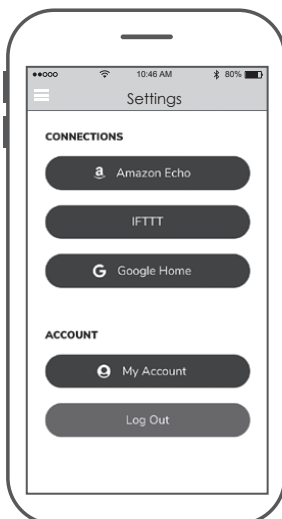 10:46 AM 80%
Settings
CONNECTIONS
a Amazon Echo
IFTTT
G Google Home
ACCOUNT
My Account
Log Out